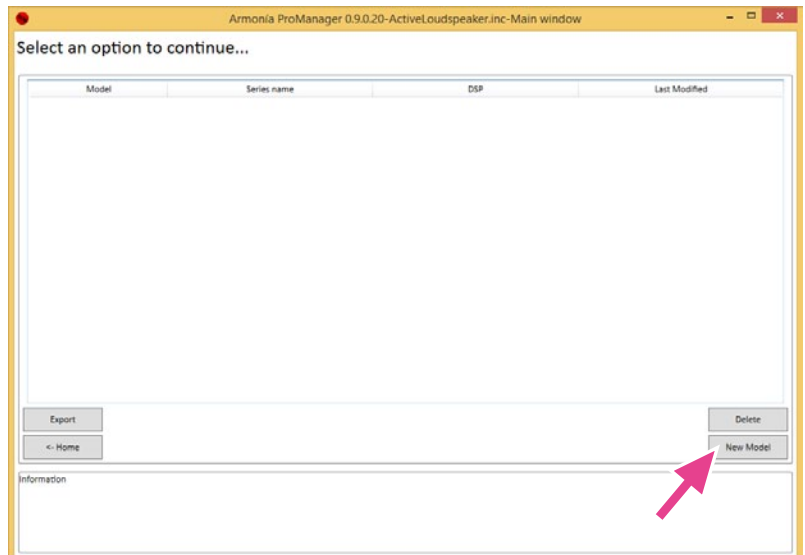 Armonía ProManager 0.9.0.20-ActiveLoudspeaker.inc-Main window
Select an option to continue...
Model Series name DSP Last Modified
Export Delete
<- Home New Model
Information